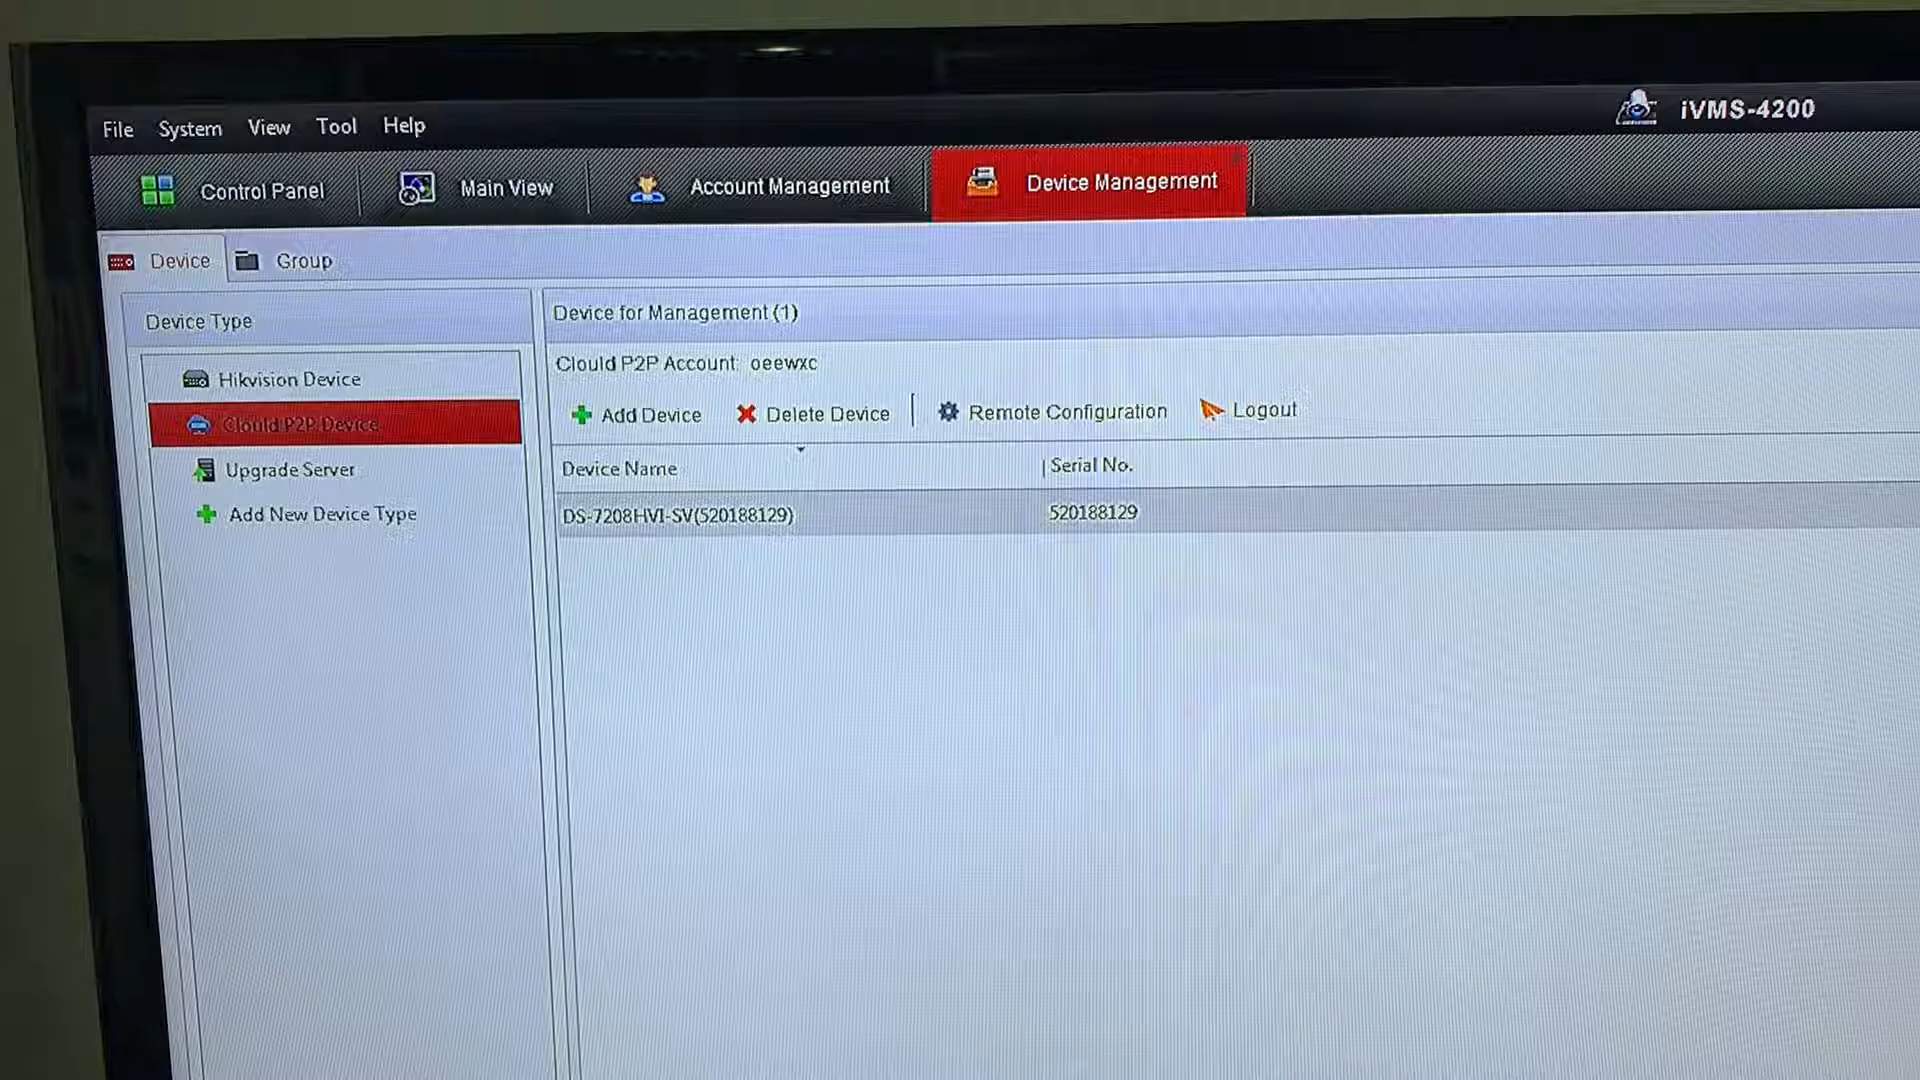 File System View Tool Help
iVMS-4200
Control Panel Main View Account Management Device Management
Device Group
Device Type
Hikvision Device
Clould P2P Device
Upgrade Server
Add New Device Type
Device for Management (1)
Clould P2P Account: oeewxc
Add Device Delete Device Remote Configuration Logout
Device Name Serial No.
DS-7208HVI-SV(520188129) 520188129